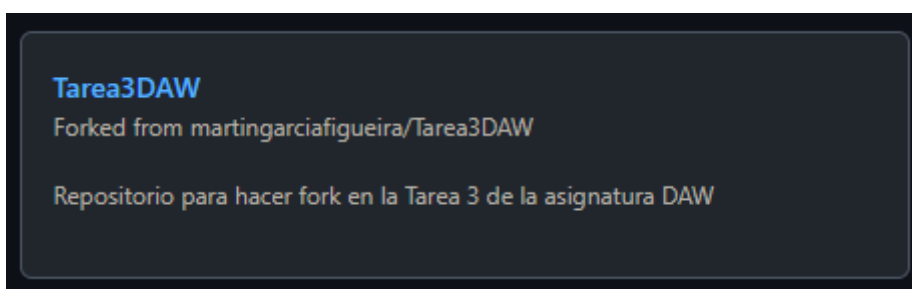 Tarea3DAW
Forked from martingarciafigueira/Tarea3DAW
Repositorio para hacer fork en la Tarea 3 de la asignatura DAW